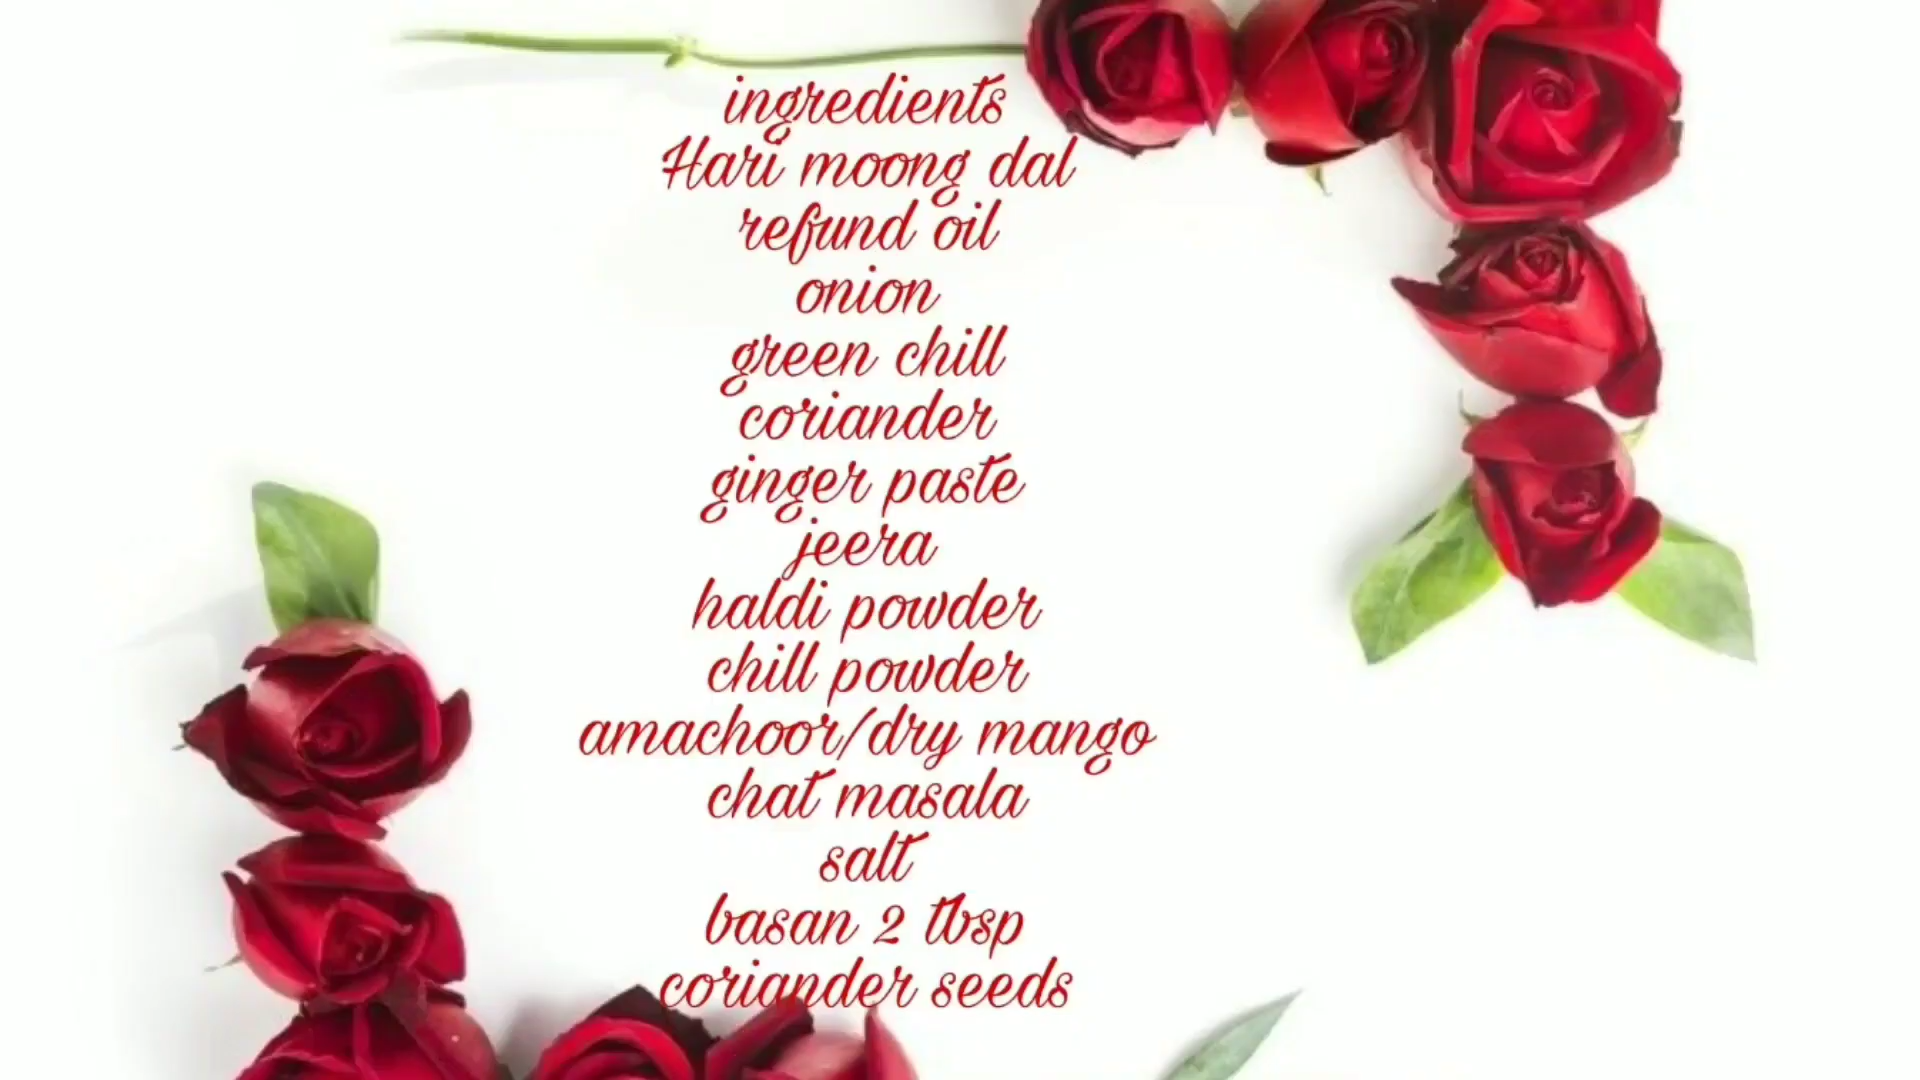 ingredients
Hari moong dal
refund oil
onion
green chill
coriander
ginger paste
jeera
haldi powder
chill powder
amachoor/dry mango
chat masala
salt
basan 2 tbsp
coriander seeds